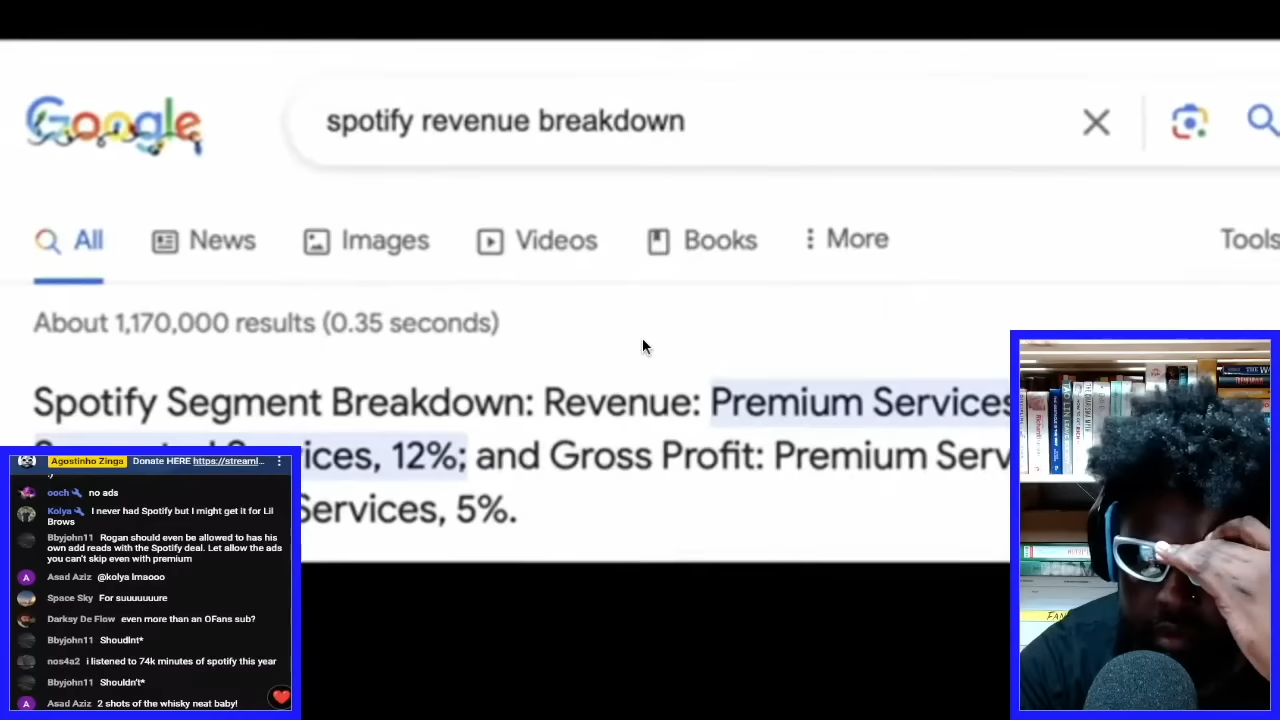 Google
spotify revenue breakdown
All News Images Videos Books More Tools
About 1,170,000 results (0.35 seconds)
Spotify Segment Breakdown: Revenue: Premium Services
Services, 12%; and Gross Profit: Premium Serv
Services, 5%.
Agostinho Zinga Donate HERE https://streaml...
ooch no ads
Kolya I never had Spotify but I might get it for Lil
Brows
Bbyjohn11 Rogan should even be allowed to has his
own add reads with the Spotify deal. Let allow the ads
you can't skip even with premium
Asad Aziz @kolya lmaooo
Space Sky For suuuuuuure
Darksy De Flow even more than an OFans sub?
Bbyjohn11 Shoudlnt*
nos4a2 i listened to 74k minutes of spotify this year
Bbyjohn11 Shouldn't*
Asad Aziz 2 shots of the whisky neat baby!